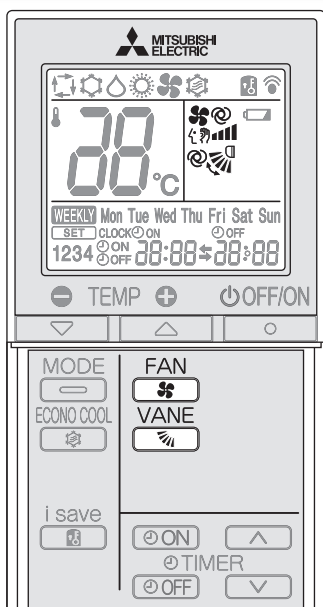 MITSUBISHI
ELECTRIC
88°C
WEEKLY Mon Tue Wed Thu Fri Sat Sun
SET CLOCK ON OFF
1234 ON OFF 88:88 88:88
TEMP OFF/ON
MODE FAN
ECONO COOL VANE
i save
ON
TIMER
OFF